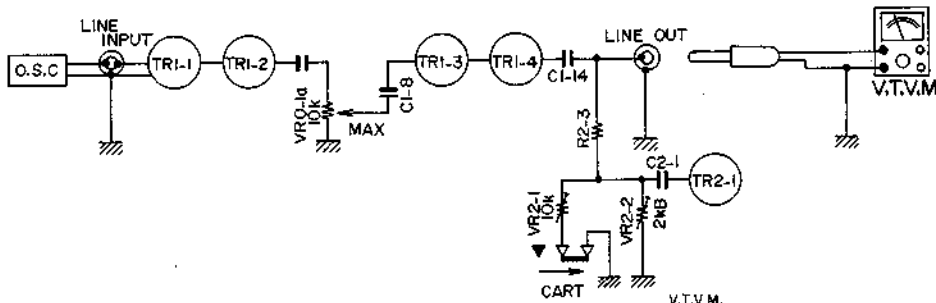 LINE INPUT
O.S.C
TR1-1
TR1-2
VR0-1a
10k
MAX
C1-8
TR1-3
TR1-4
C1-14
LINE OUT
V.T.V.M
R2-3
C2-1
TR2-1
VR2-1
10k
VR2-2
2kB
CART
V.T.V.M.